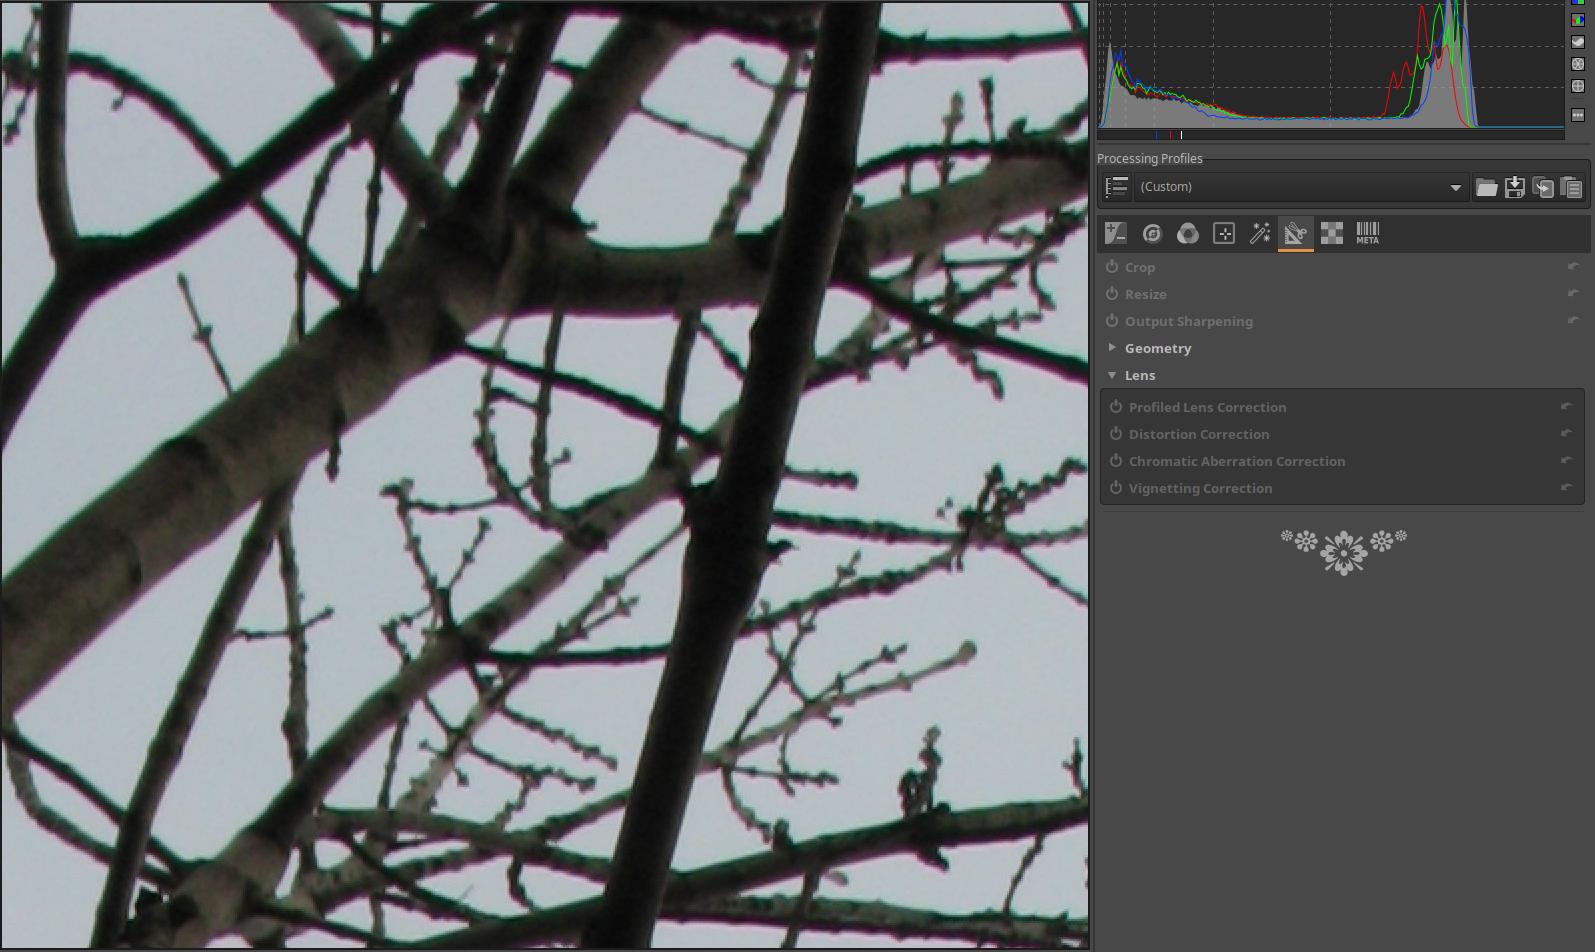 Processing Profiles
(Custom)
META
Crop
Resize
Output Sharpening
Geometry
Lens
Profiled Lens Correction
Distortion Correction
Chromatic Aberration Correction
Vignetting Correction